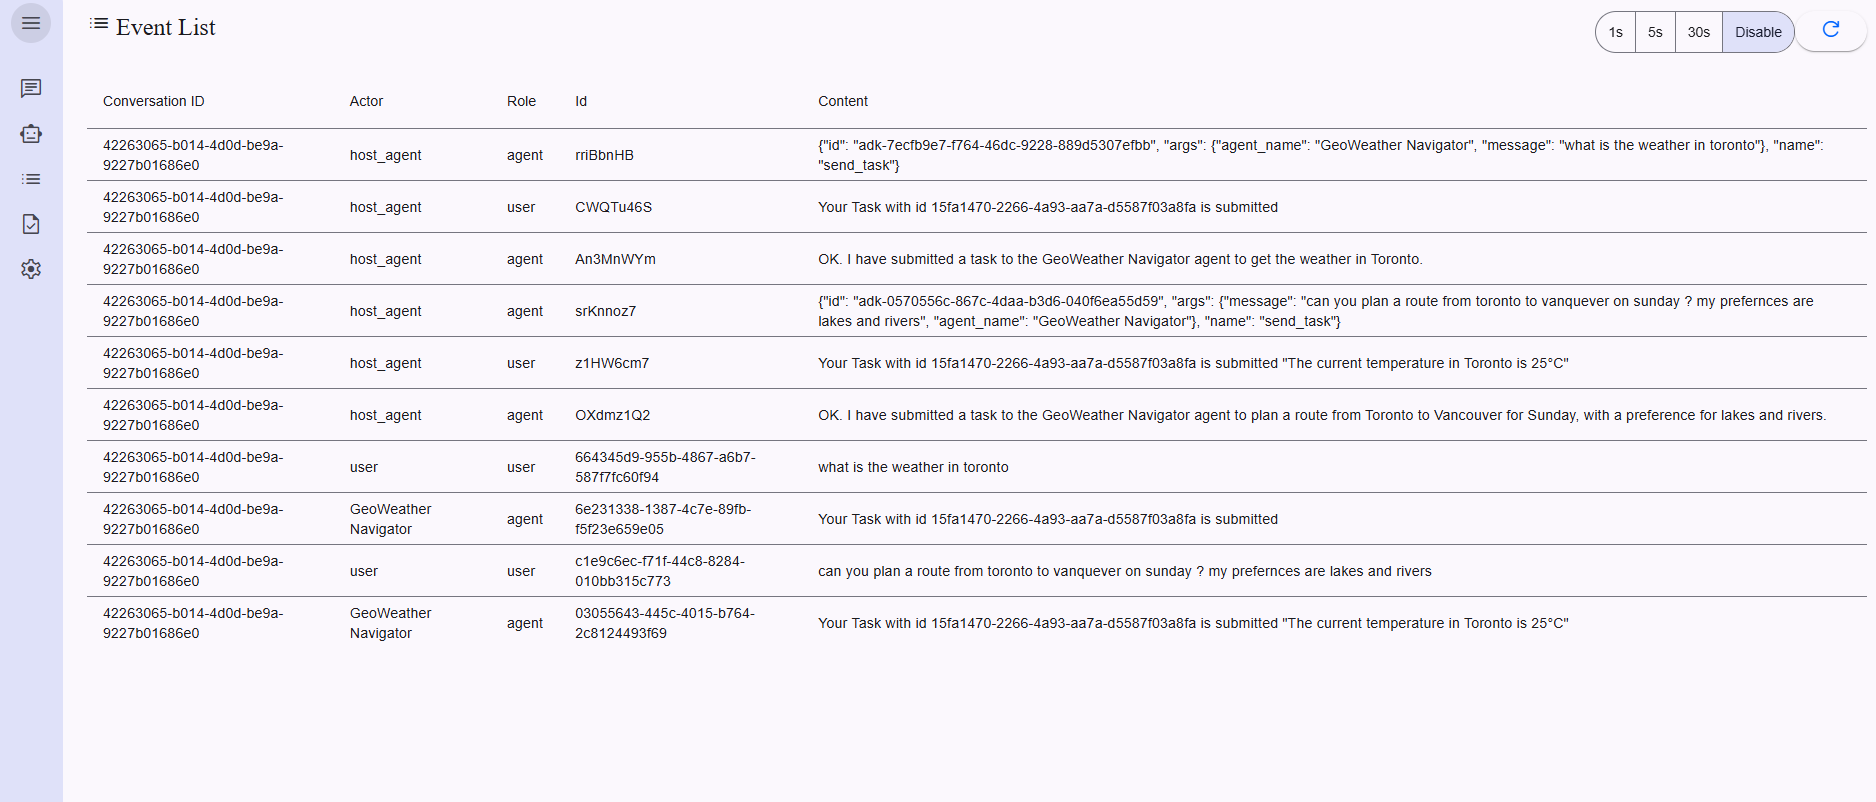 Event List
1s 5s 30s Disable
Conversation ID Actor Role Id Content
42263065-b014-4d0d-be9a-
9227b01686e0
host_agent agent rriBbnHB
{"id": "adk-7ecfb9e7-f764-46dc-9228-889d5307efbb", "args": {"agent_name": "GeoWeather Navigator", "message": "what is the weather in toronto"}, "name":
"send_task"}
42263065-b014-4d0d-be9a-
9227b01686e0
host_agent user CWQTu46S Your Task with id 15fa1470-2266-4a93-aa7a-d5587f03a8fa is submitted
42263065-b014-4d0d-be9a-
9227b01686e0
host_agent agent An3MnWYm OK. I have submitted a task to the GeoWeather Navigator agent to get the weather in Toronto.
42263065-b014-4d0d-be9a-
9227b01686e0
host_agent agent srKnnoz7
{"id": "adk-0570556c-867c-4daa-b3d6-040f6ea55d59", "args": {"message": "can you plan a route from toronto to vanquever on sunday ? my prefernces are
lakes and rivers", "agent_name": "GeoWeather Navigator"}, "name": "send_task"}
42263065-b014-4d0d-be9a-
9227b01686e0
host_agent user z1HW6cm7 Your Task with id 15fa1470-2266-4a93-aa7a-d5587f03a8fa is submitted "The current temperature in Toronto is 25°C"
42263065-b014-4d0d-be9a-
9227b01686e0
host_agent agent OXdmz1Q2 OK. I have submitted a task to the GeoWeather Navigator agent to plan a route from Toronto to Vancouver for Sunday, with a preference for lakes and rivers.
42263065-b014-4d0d-be9a-
9227b01686e0
user user
664345d9-955b-4867-a6b7-
587f7fc60f94
what is the weather in toronto
42263065-b014-4d0d-be9a-
9227b01686e0
GeoWeather
Navigator
agent
6e231338-1387-4c7e-89fb-
f5f23e659e05
Your Task with id 15fa1470-2266-4a93-aa7a-d5587f03a8fa is submitted
42263065-b014-4d0d-be9a-
9227b01686e0
user user
c1e9c6ec-f71f-44c8-8284-
010bb315c773
can you plan a route from toronto to vanquever on sunday ? my prefernces are lakes and rivers
42263065-b014-4d0d-be9a-
9227b01686e0
GeoWeather
Navigator
agent
03055643-445c-4015-b764-
2c8124493f69
Your Task with id 15fa1470-2266-4a93-aa7a-d5587f03a8fa is submitted "The current temperature in Toronto is 25°C"